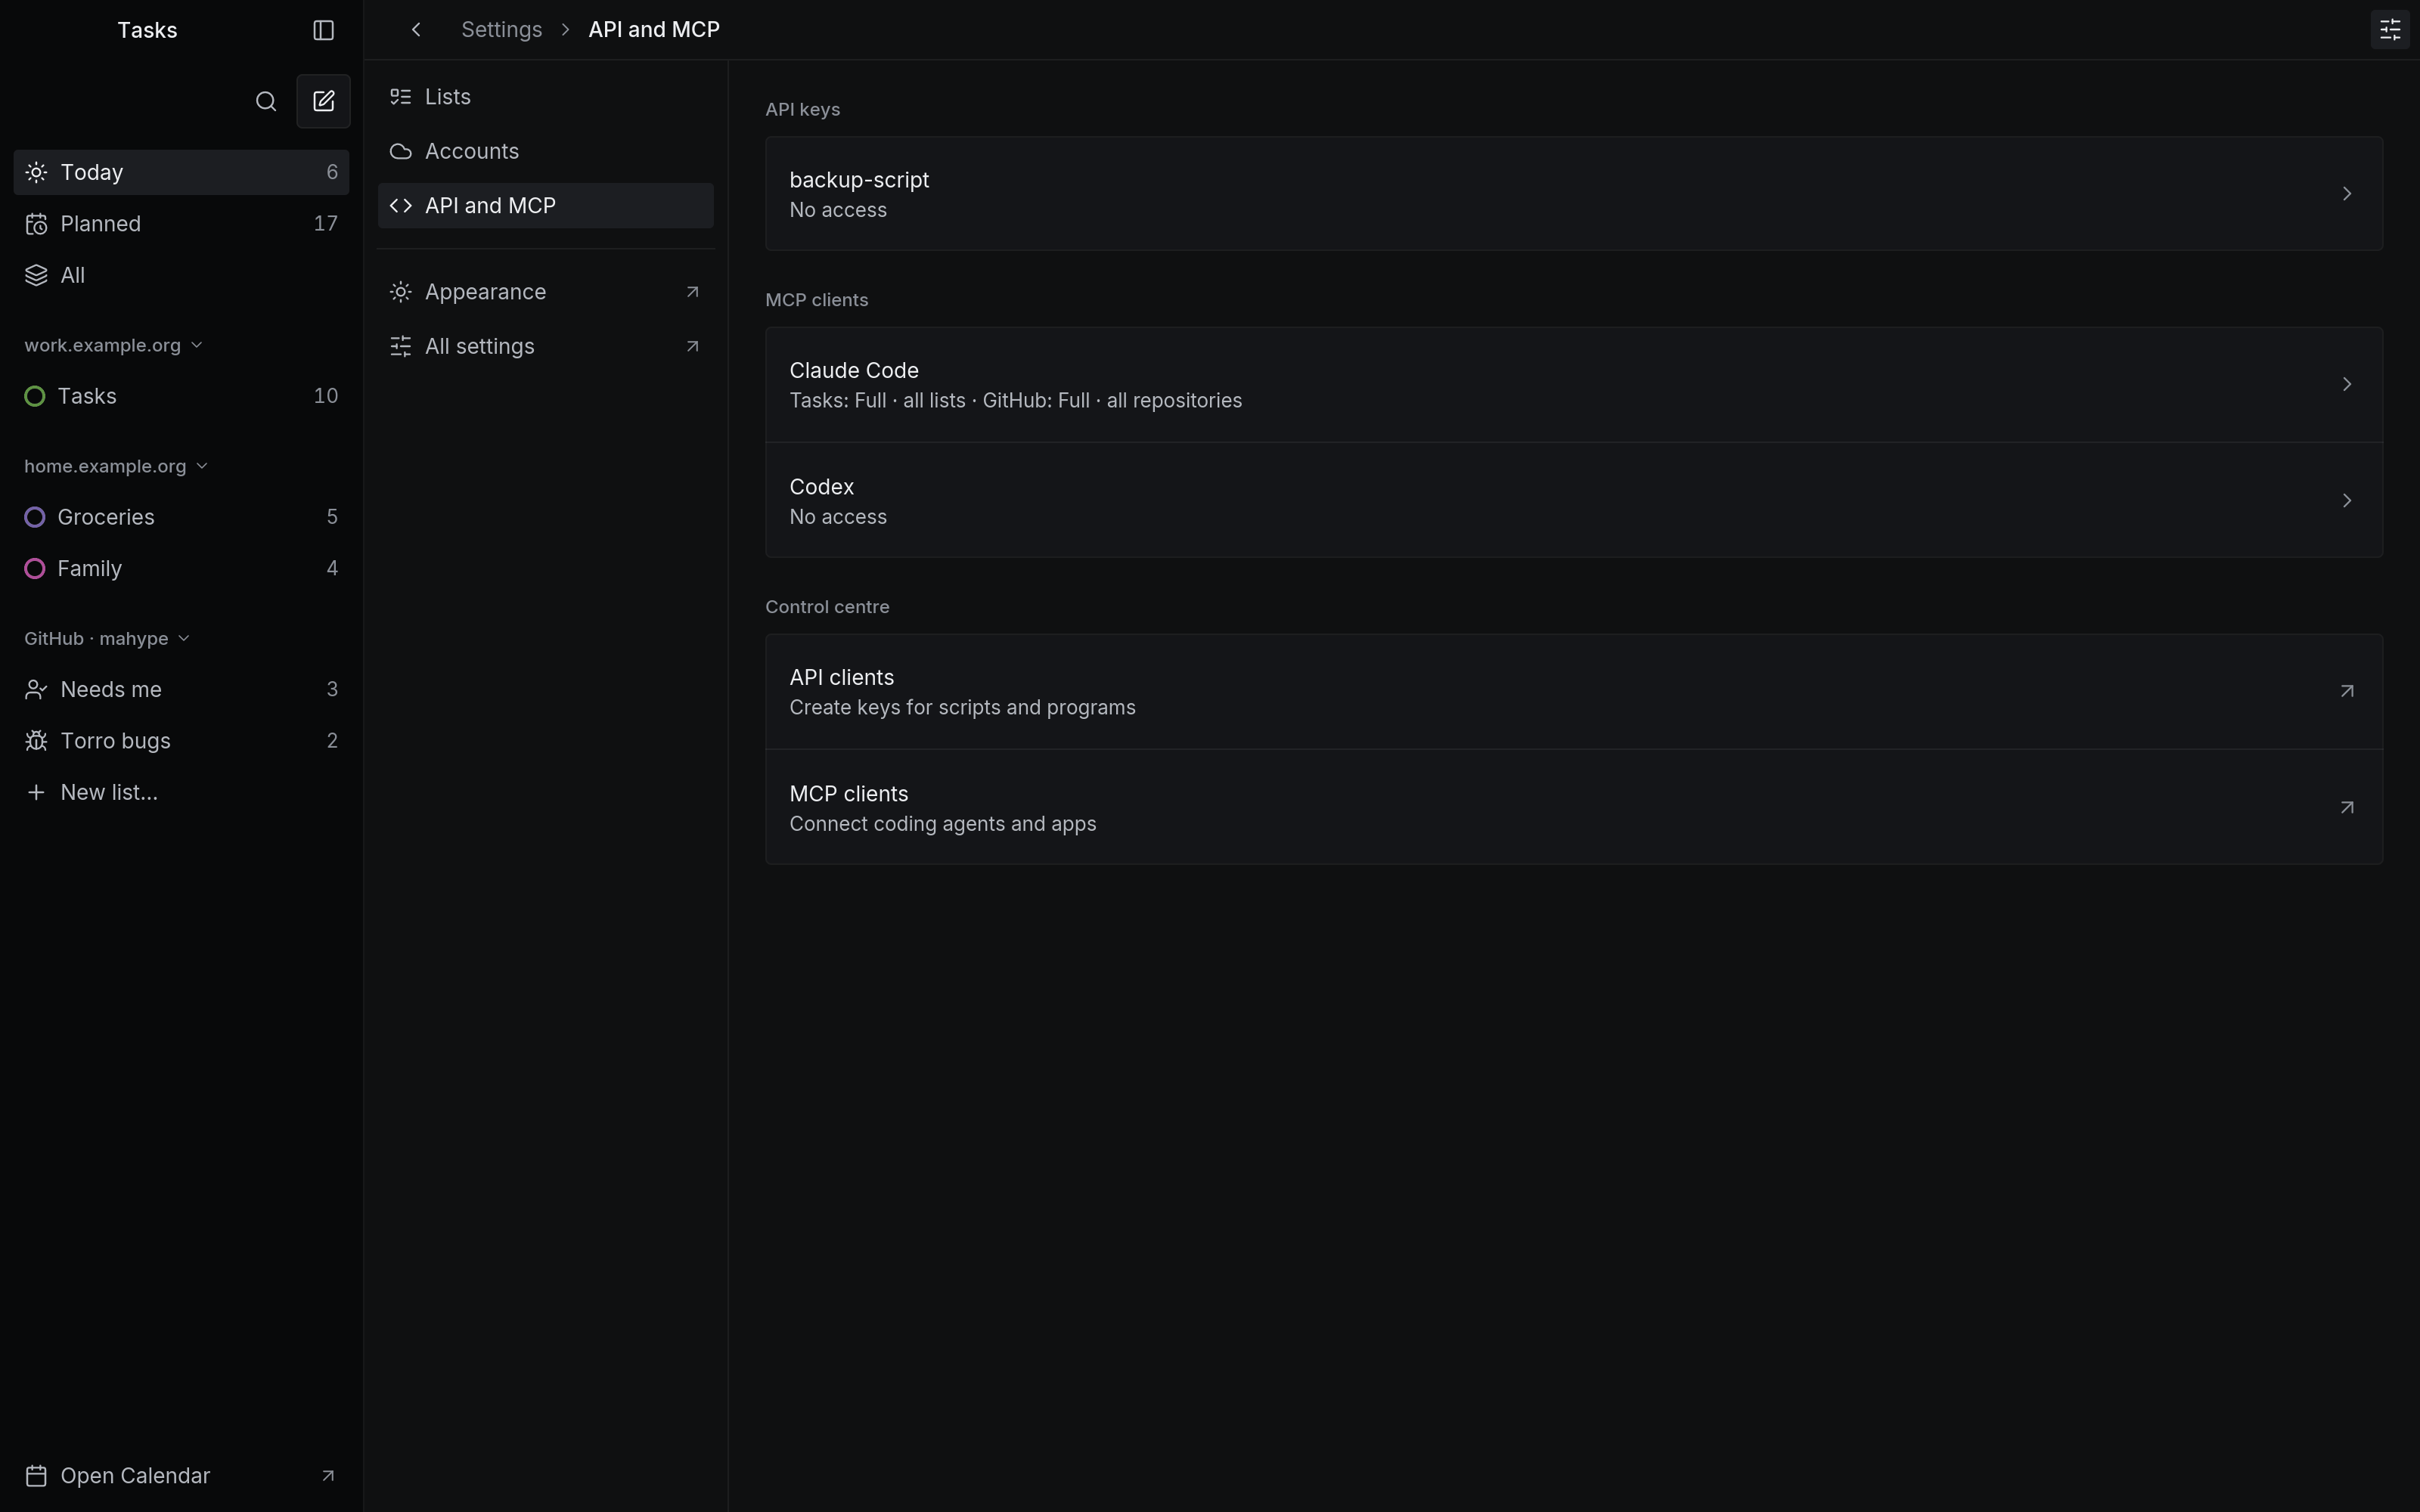 Tasks
Today 6
Planned 17
All
work.example.org
Tasks 10
home.example.org
Groceries 5
Family 4
GitHub · mahype
Needs me 3
Torro bugs 2
New list...
Open Calendar
Settings > API and MCP
Lists
Accounts
API and MCP
Appearance
All settings
API keys
backup-script
No access
MCP clients
Claude Code
Tasks: Full · all lists · GitHub: Full · all repositories
Codex
No access
Control centre
API clients
Create keys for scripts and programs
MCP clients
Connect coding agents and apps